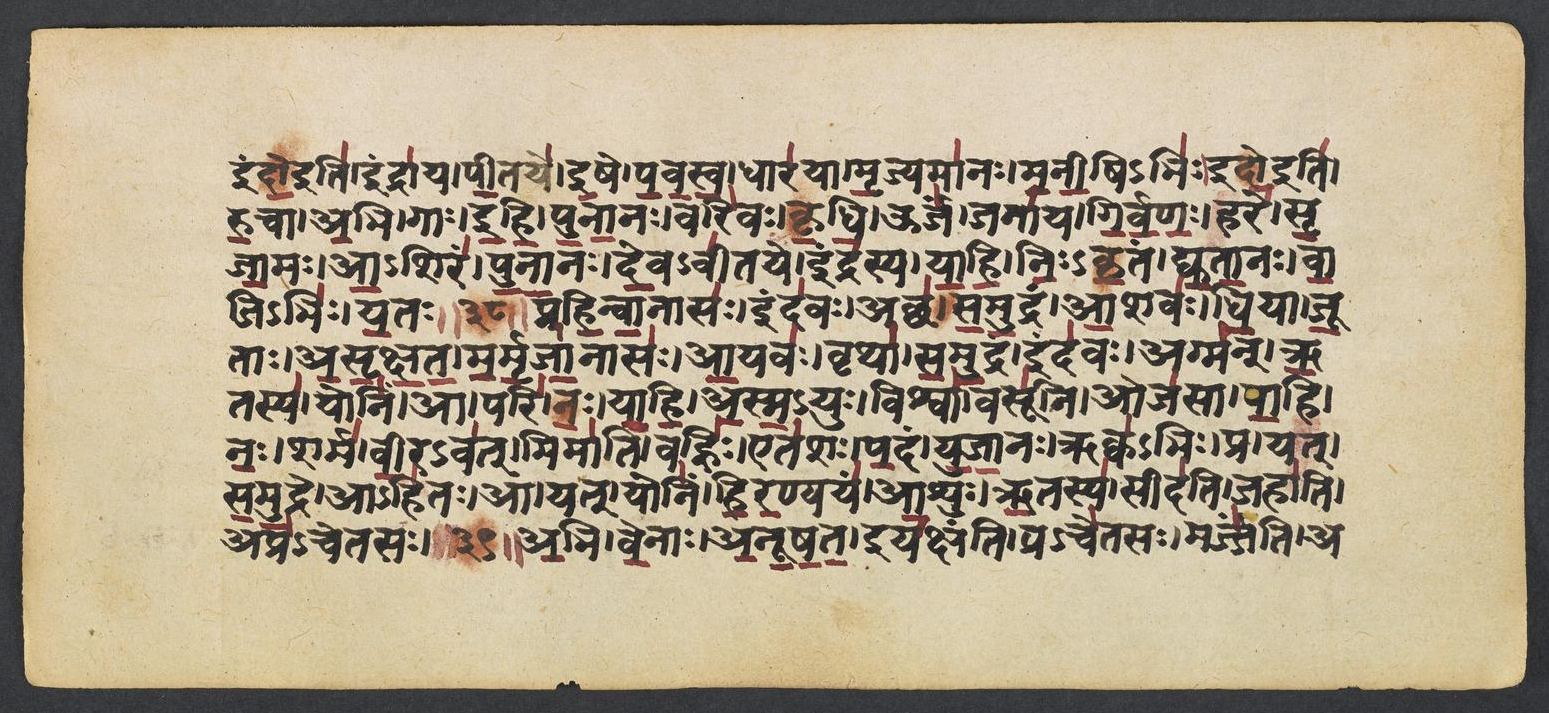 इंदो इति।इंद्राय।पीतये।इषे।पवस्व।धारया।मृज्यमानः।मनीषिऽभिः।इंदो इति।
रुचा।अभि।गाः।इहि।पुनानः।वरिवः।कृधि।ऊर्जं।जनाय।गिर्वणः।हरे।सृ
जानः।आऽशिरं।पुनानः।देवऽवीतये।इंद्रस्य।याहि।निःऽकृतं।द्युतानः।वा
जिऽभिः।यतः॥३८॥प्रहिन्वानासः।इंदवः।अच्छ।समुद्रं।आशवः।धिया।जू
ताः।असृक्षत।मर्मृजानासः।आयवः।वृथा।समुद्रं।इंदवः।अग्मन्।ऋ
तस्य।योनिं।आ।परि।नः।याहि।अस्मऽयुः।विश्वा।वसूनि।ओजसा।पाहि।
नः।शर्म।वीरऽवत्।मिमाति।वह्निः।एतशः।पदं।युजानः।ऋक्वऽभिः।प्र।यत्।
समुद्रे।आऽहितः।आ।यत्।योनिं।हिरण्ययं।आशुः।ऋतस्य।सीदति।जहाति।
अप्रऽचेतसः॥३९॥अभि।वेनाः।अनूषत।इयक्षंति।प्रऽचेतसः।मज्जंति।अ